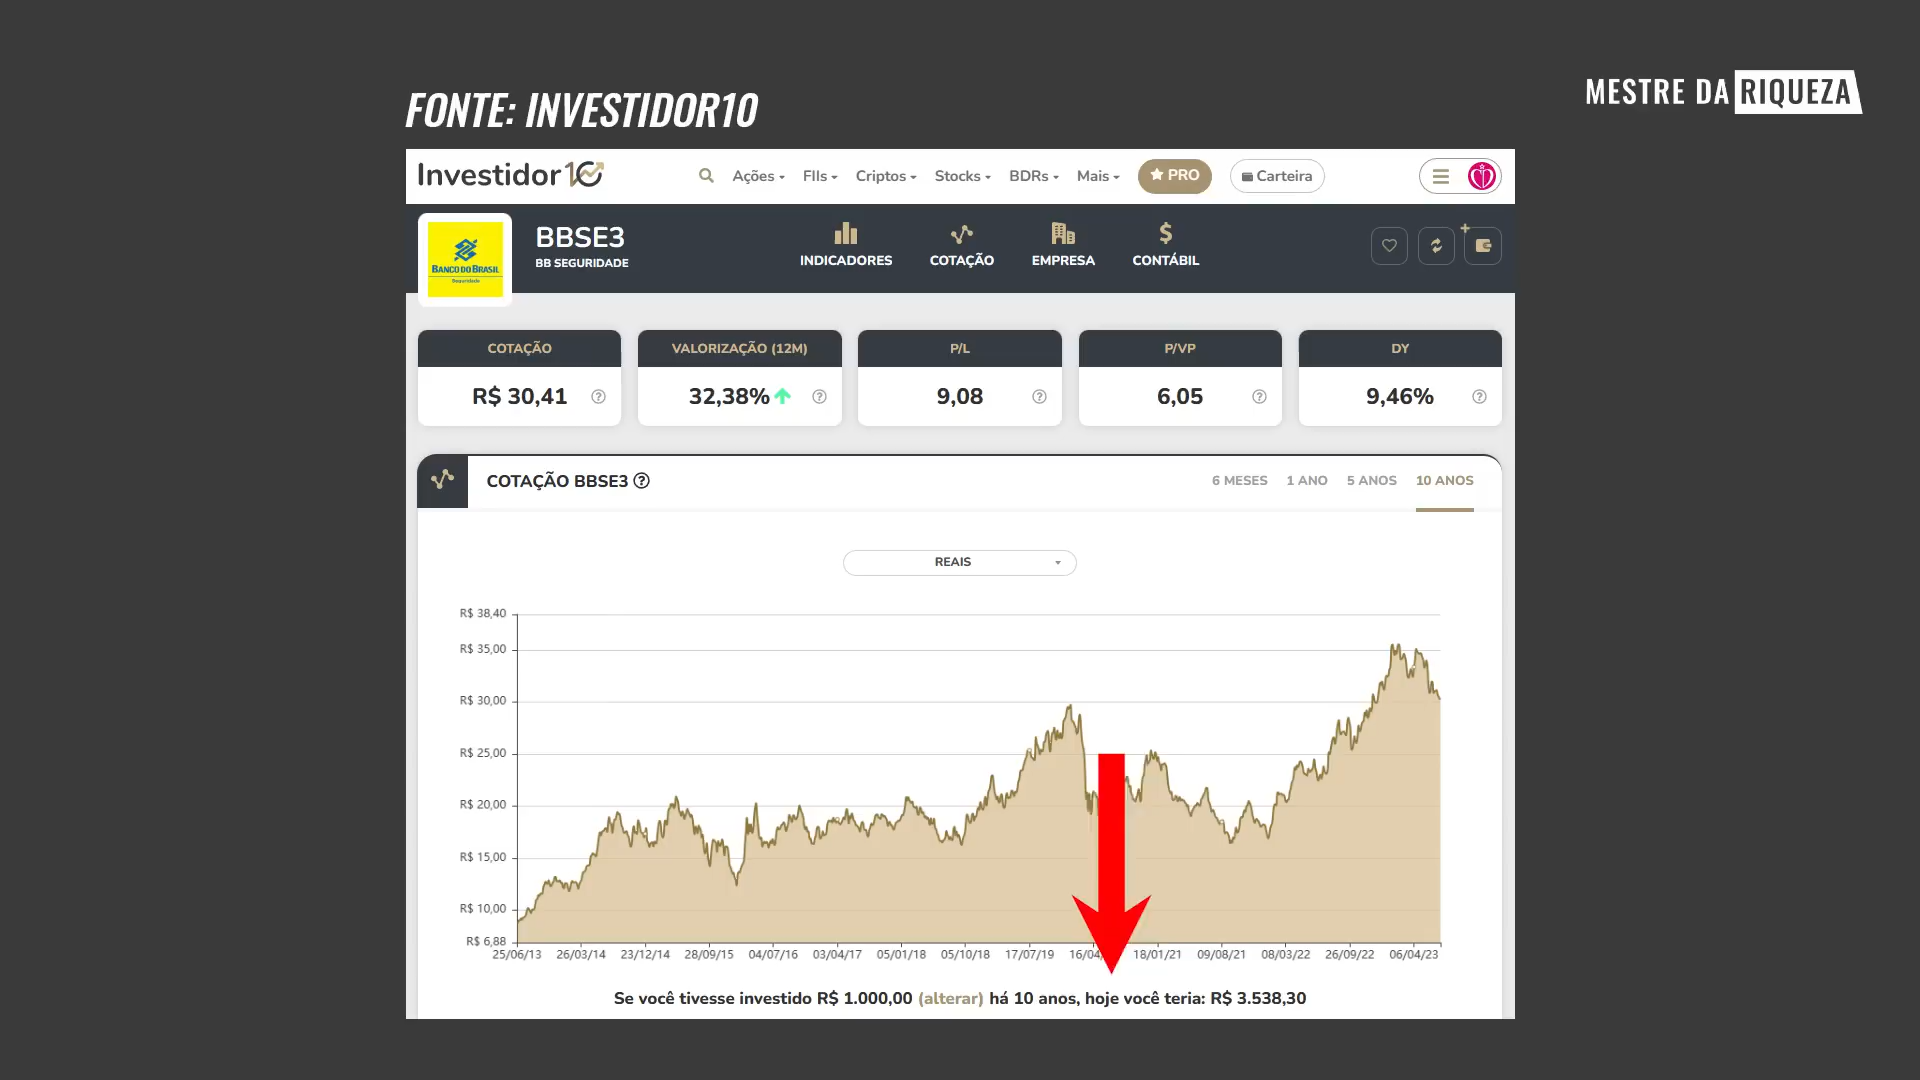 FONTE: INVESTIDOR10
MESTRE DA RIQUEZA
Investidor10
Ações
FIIs
Criptos
Stocks
BDRs
Mais
PRO
Carteira
BANCO DO BRASIL
Seguridade
BBSE3
BB SEGURIDADE
INDICADORES
COTAÇÃO
EMPRESA
CONTÁBIL
COTAÇÃO
R$ 30,41
VALORIZAÇÃO (12M)
32,38%
P/L
9,08
P/VP
6,05
DY
9,46%
COTAÇÃO BBSE3
6 MESES
1 ANO
5 ANOS
10 ANOS
REAIS
R$ 38,40
R$ 35,00
R$ 30,00
R$ 25,00
R$ 20,00
R$ 15,00
R$ 10,00
R$ 6,88
25/06/13 26/03/14 23/12/14 28/09/15 04/07/16 03/04/17 05/01/18 05/10/18 17/07/19 16/04 18/01/21 09/08/21 08/03/22 26/09/22 06/04/23
Se você tivesse investido R$ 1.000,00 (alterar) há 10 anos, hoje você teria: R$ 3.538,30